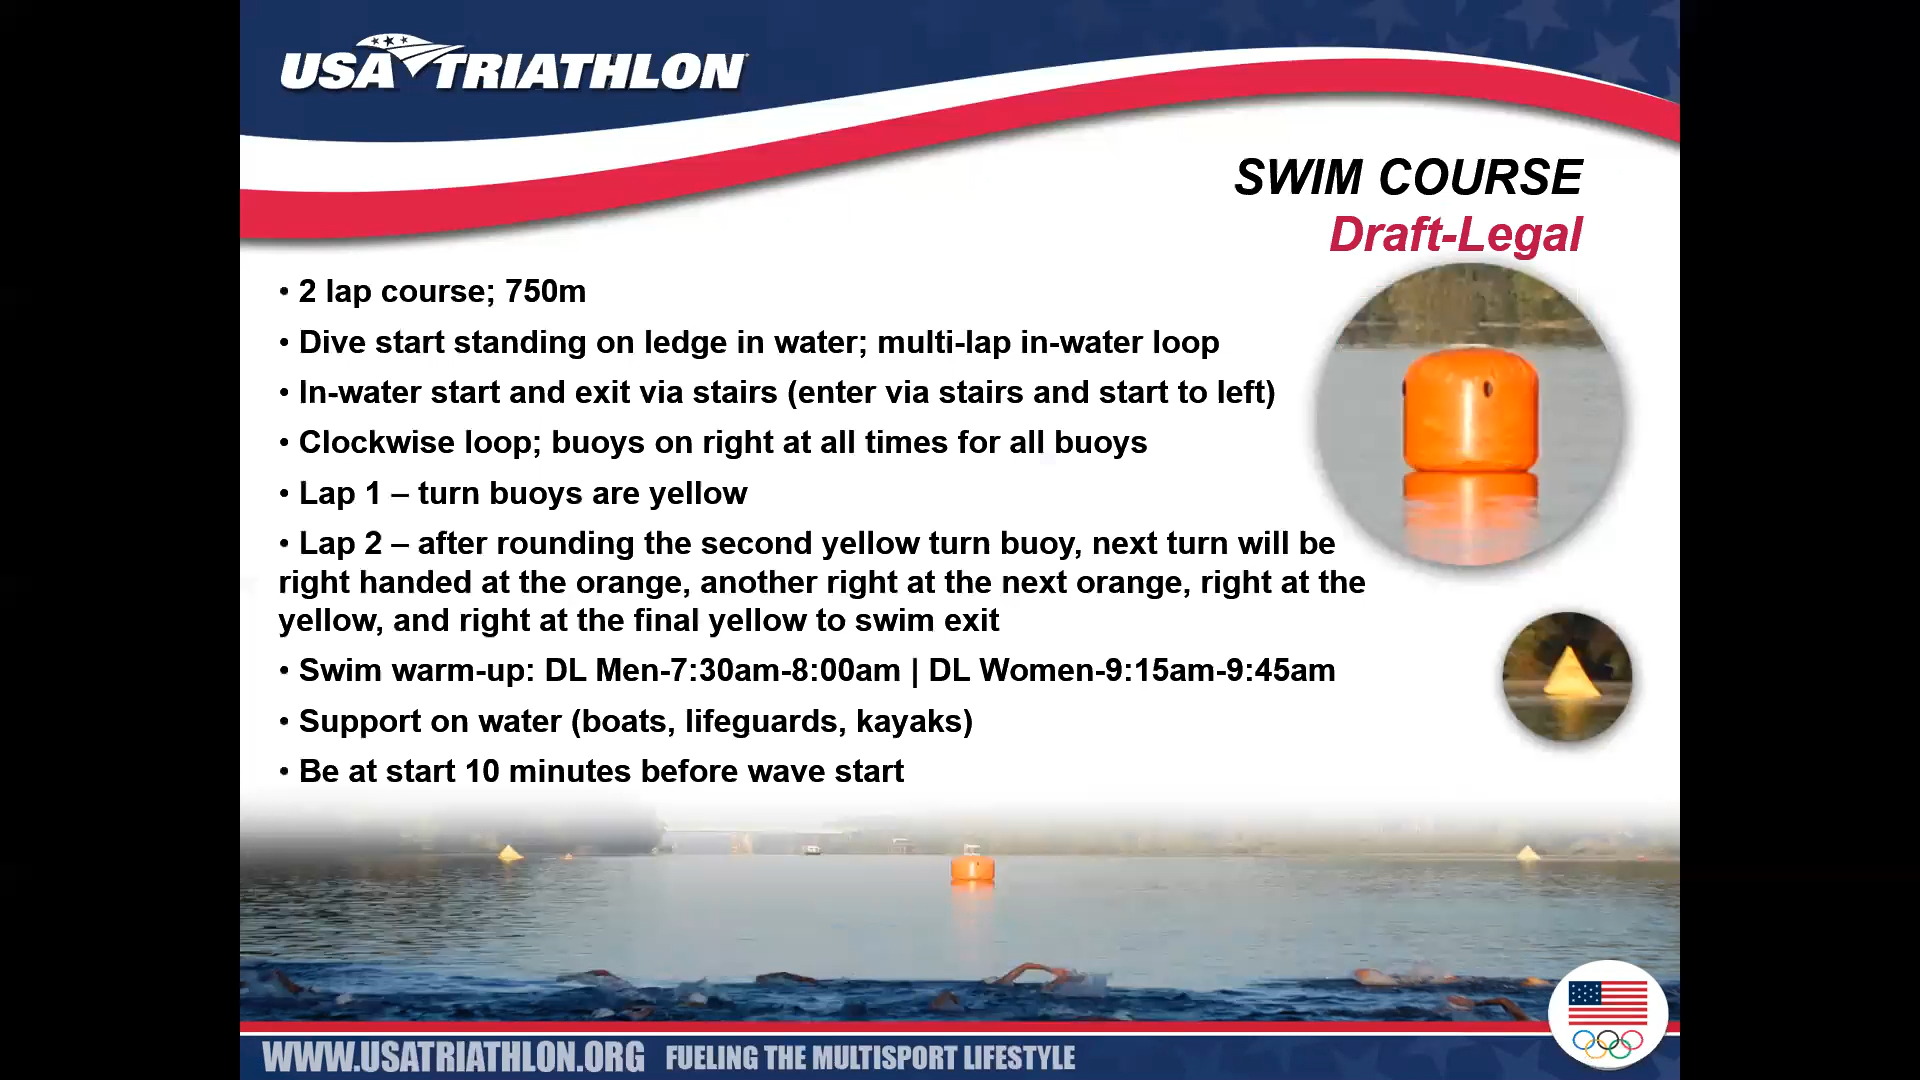 USA TRIATHLON
SWIM COURSE
Draft-Legal
• 2 lap course; 750m
• Dive start standing on ledge in water; multi-lap in-water loop
• In-water start and exit via stairs (enter via stairs and start to left)
• Clockwise loop; buoys on right at all times for all buoys
• Lap 1 – turn buoys are yellow
• Lap 2 – after rounding the second yellow turn buoy, next turn will be
right handed at the orange, another right at the next orange, right at the
yellow, and right at the final yellow to swim exit
• Swim warm-up: DL Men-7:30am-8:00am | DL Women-9:15am-9:45am
• Support on water (boats, lifeguards, kayaks)
• Be at start 10 minutes before wave start
WWW.USATRIATHLON.ORG FUELING THE MULTISPORT LIFESTYLE